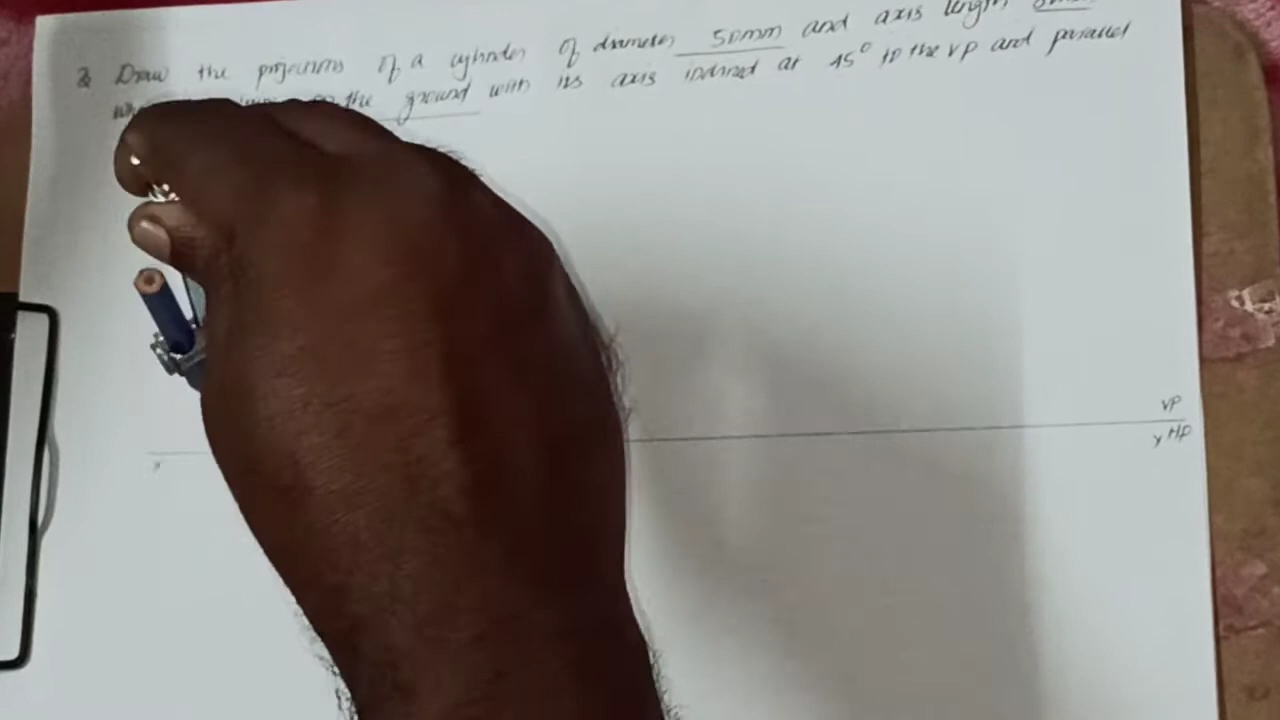 Q Draw the projections of a cylinder of diameter 50mm and axis length
the ground with its axis inclined at 45° to the VP and parallel
VP
x
y HP